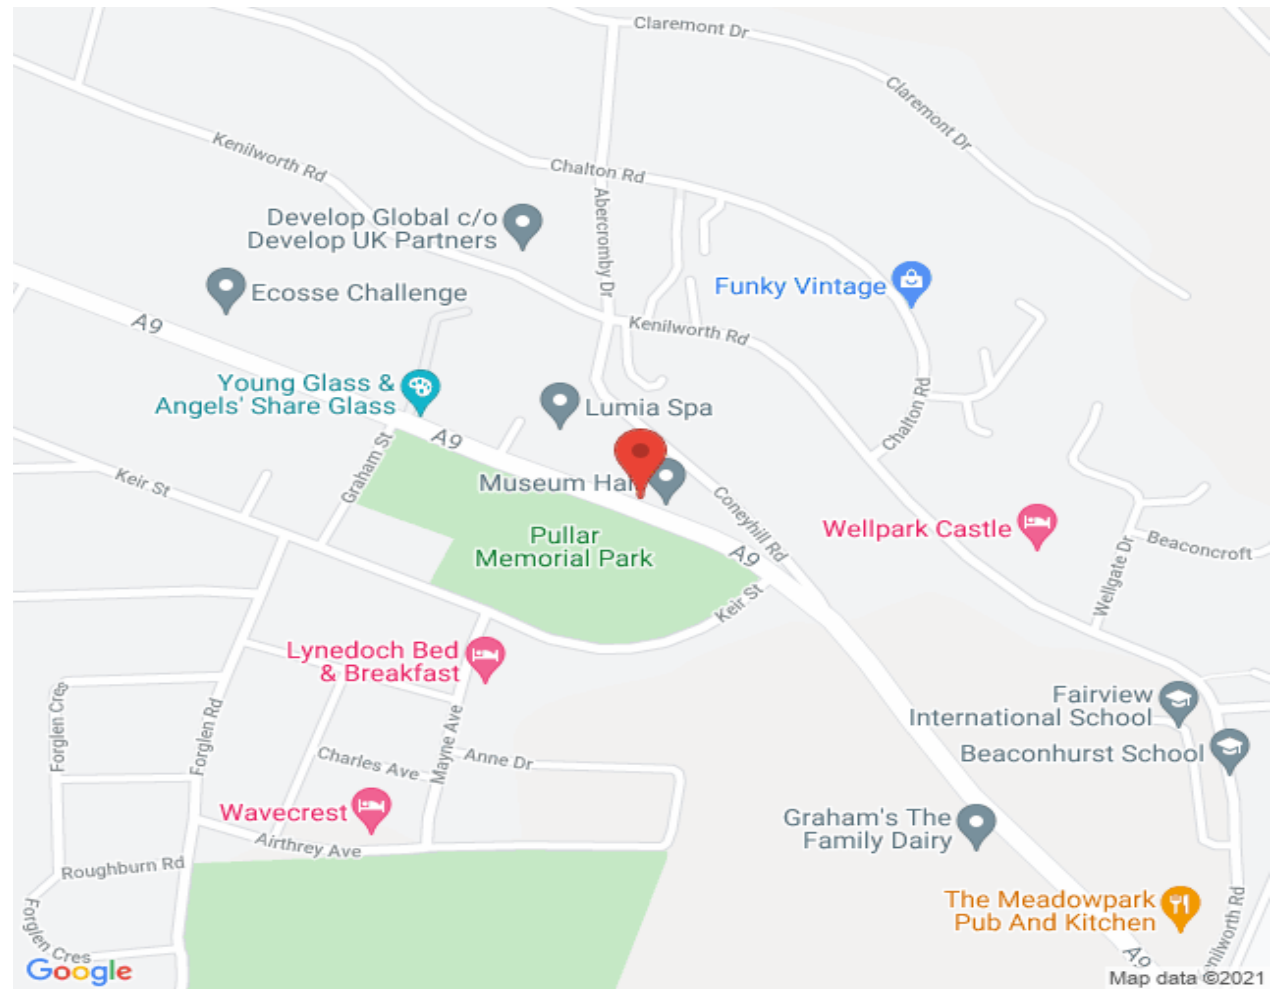 Claremont Dr
Claremont Dr
Kenilworth Rd
Chalton Rd
Abercromby Dr
Develop Global c/o
Develop UK Partners
Funky Vintage
Ecosse Challenge
A9
Kenilworth Rd
Young Glass &
Angels' Share Glass
Lumia Spa
Chalton Rd
A9
Graham St
Keir St
Museum Hal
Coneyhill Rd
Wellpark Castle
Pullar
Memorial Park
A9
Beaconcroft
Wellgate Dr
Keir St
Lynedoch Bed
& Breakfast
Fairview
International School
Forglen Cres
Forglen Rd
Mayne Ave
Beaconhurst School
Charles Ave
Anne Dr
Wavecrest
Graham's The
Family Dairy
Airthrey Ave
Roughburn Rd
The Meadowpark
Pub And Kitchen
Forglen Cres
A9
enilworth Rd
Google
Map data ©2021